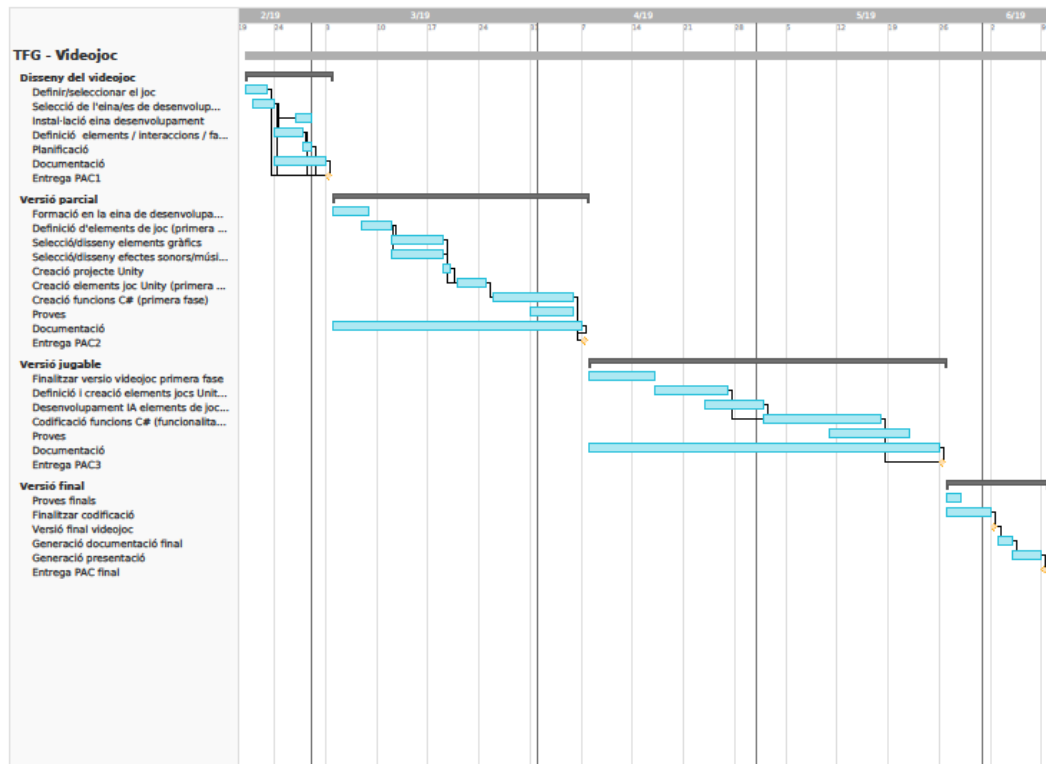 2/19 3/19 4/19 5/19 6/19
19 24 3 10 17 24 31 7 14 21 28 5 12 19 26 2 9
TFG - Videojoc
Disseny del videojoc
Definir/seleccionar el joc
Selecció de l'eina/es de desenvolup...
Instal·lació eina desenvolupament
Definició elements / interaccions / fa...
Planificació
Documentació
Entrega PAC1
Versió parcial
Formació en la eina de desenvolupa...
Definició d'elements de joc (primera ...
Selecció/disseny elements gràfics
Selecció/disseny efectes sonors/músi...
Creació projecte Unity
Creació elements joc Unity (primera ...
Creació funcions C# (primera fase)
Proves
Documentació
Entrega PAC2
Versió jugable
Finalitzar versio videojoc primera fase
Definició i creació elements jocs Unit...
Desenvolupament IA elements de joc...
Codificació funcions C# (funcionalita...
Proves
Documentació
Entrega PAC3
Versió final
Proves finals
Finalitzar codificació
Versió final videojoc
Generació documentació final
Generació presentació
Entrega PAC final